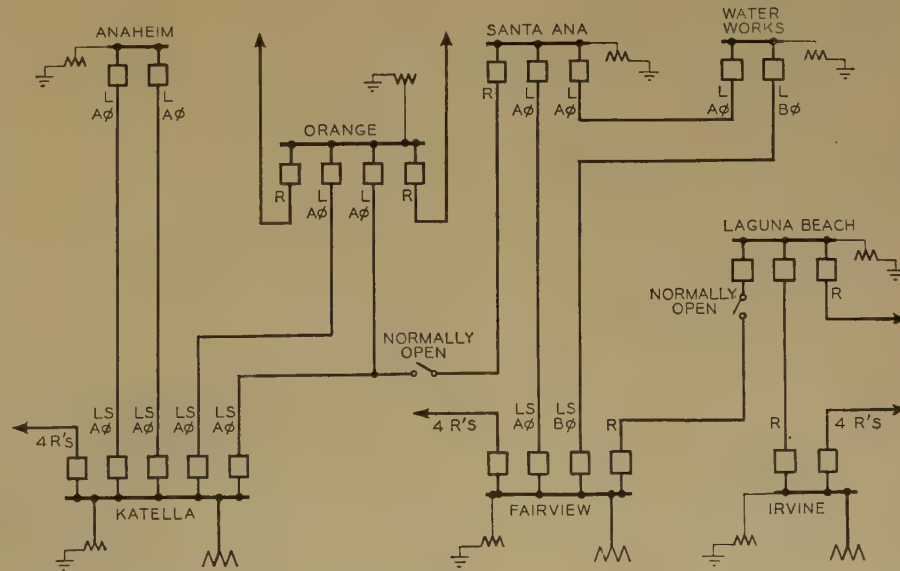 ANAHEIM
L
AØ
L
AØ
ORANGE
R
L
AØ
L
AØ
R
SANTA ANA
R
L
AØ
L
AØ
WATER
WORKS
L
AØ
L
BØ
LAGUNA BEACH
NORMALLY
OPEN
R
NORMALLY
OPEN
4 R'S
LS
AØ
LS
AØ
LS
AØ
LS
AØ
KATELLA
4 R'S
LS
AØ
LS
BØ
R
FAIRVIEW
R
4 R'S
IRVINE